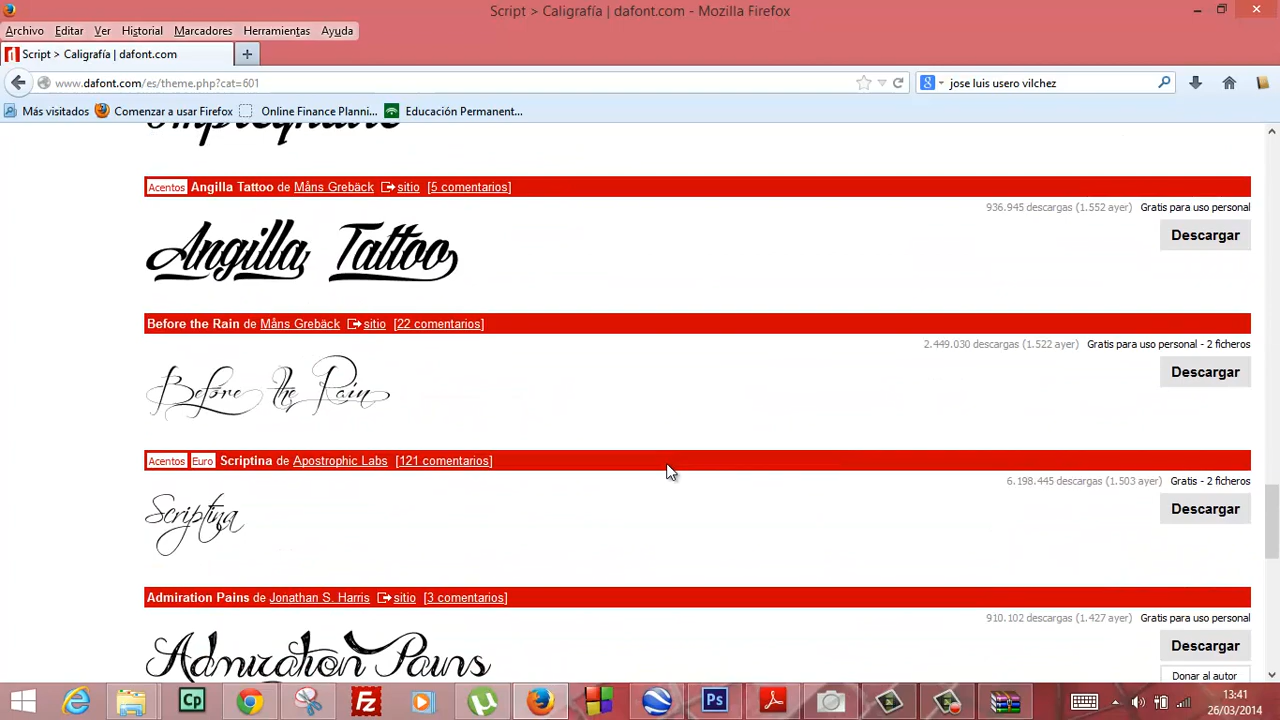 Script > Caligrafía | dafont.com - Mozilla Firefox
Archivo Editar Ver Historial Marcadores Herramientas Ayuda
Script > Caligrafía | dafont.com
www.dafont.com/es/theme.php?cat=601
jose luis usero vilchez
Más visitados Comenzar a usar Firefox Online Finance Planni... Educación Permanent...
Acentos Angilla Tattoo de Måns Grebäck sitio [5 comentarios]
936.945 descargas (1.552 ayer) Gratis para uso personal
Angilla Tattoo
Descargar
Before the Rain de Måns Grebäck sitio [22 comentarios]
2.449.030 descargas (1.522 ayer) Gratis para uso personal - 2 ficheros
Before the Rain
Descargar
Acentos Euro Scriptina de Apostrophic Labs [121 comentarios]
6.198.445 descargas (1.503 ayer) Gratis - 2 ficheros
Scriptina
Descargar
Admiration Pains de Jonathan S. Harris sitio [3 comentarios]
910.102 descargas (1.427 ayer) Gratis para uso personal
Admiration Pains
Descargar
Donar al autor
Cp Fz Ps
13:41
26/03/2014